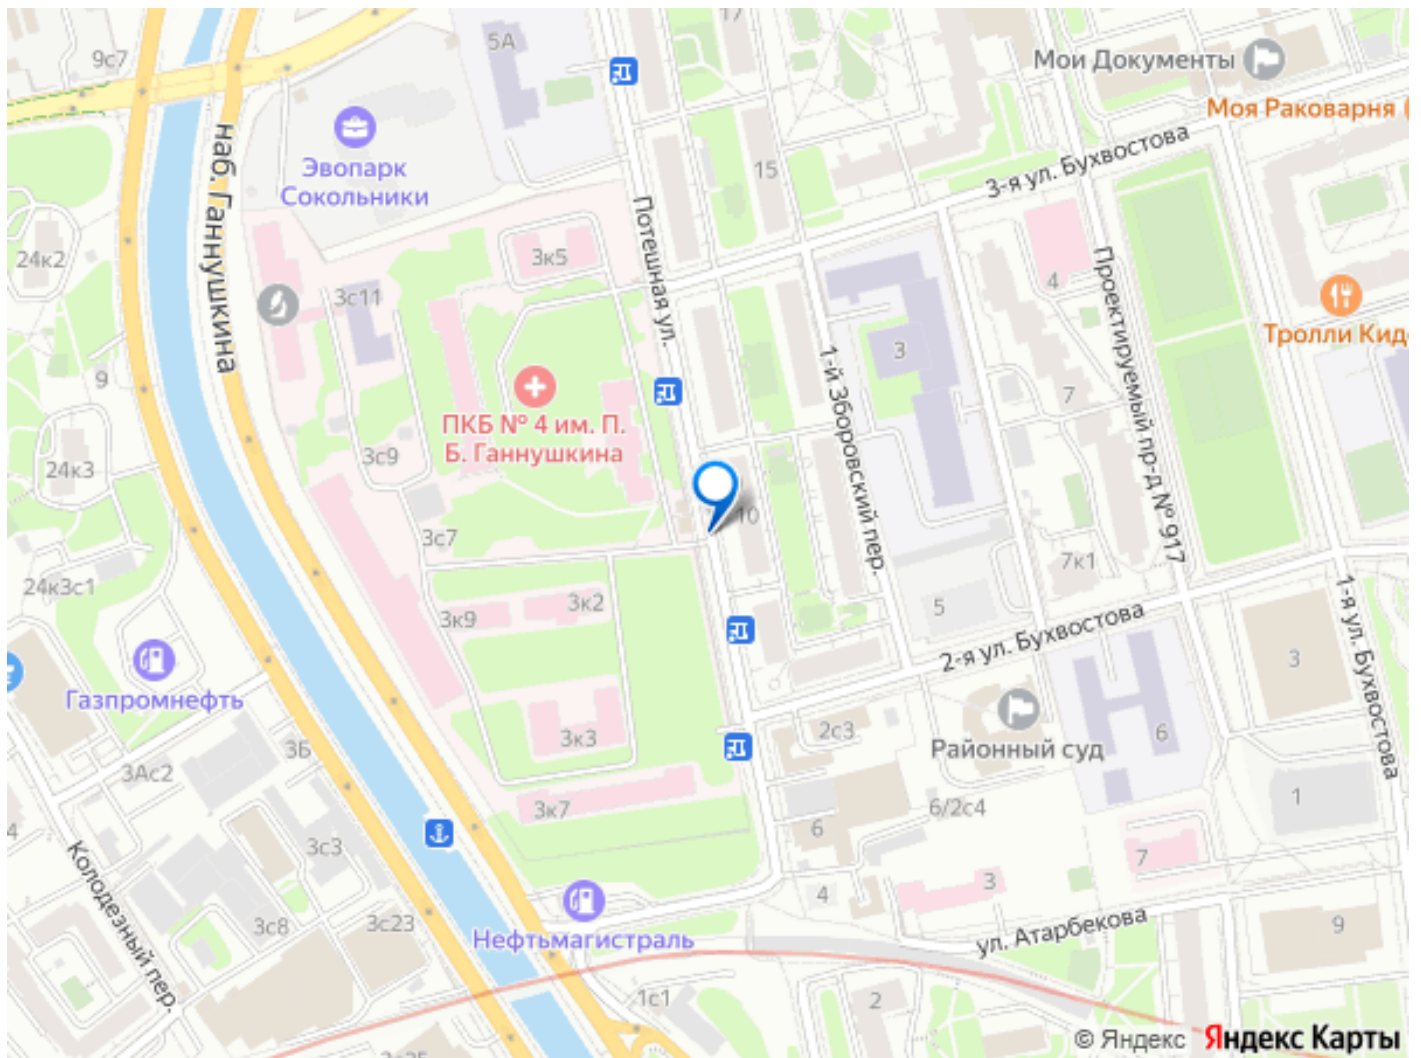 17
5А
9с7
Мои Документы
Моя Раковарня
наб. Ганнушкина
Эвопарк
Сокольники
15
3-я ул. Бухвостова
Потешная ул.
24к2
3к5
3с11
4
Проектируемый пр-д № 917
Тролли Кид
9
3
1-й Зборовский пер.
7
ПКБ № 4 им. П.
Б. Ганнушкина
24к3
3с9
10
3с7
7к1
24к3с1
3к2
3к9
5
2-я ул. Бухвостова
1-я ул. Бухвостова
3
Газпромнефть
3к3
2с3
Районный суд
6
3Б
3Ас2
3к7
6
6/2с4
1
4
Колодезный пер.
3с3
7
3
4
3с8
3с23
Нефтьмагистраль
ул. Атарбекова
9
1с1
2
3с25
© Яндекс Яндекс Карты